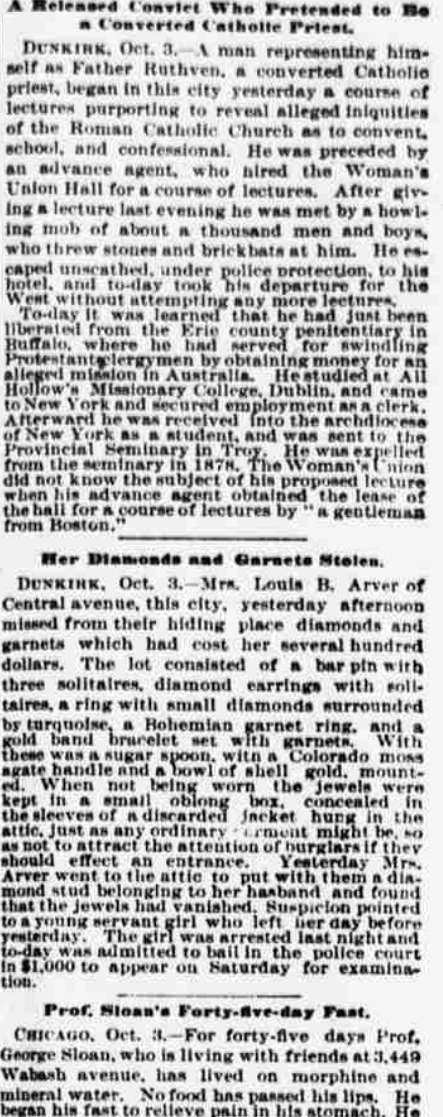 A Released Convict Who Pretended to Be
a Converted Catholic Priest.
DUNKIRK, Oct. 3.—A man representing him-
self as Father Ruthven, a converted Catholic
priest, began in this city yesterday a course of
lectures purporting to reveal alleged iniquities
of the Roman Catholic Church as to convent,
school, and confessional. He was preceded by
an advance agent, who hired the Woman's
Union Hall for a course of lectures. After giv-
ing a lecture last evening he was met by a howl-
ing mob of about a thousand men and boys,
who threw stones and brickbats at him. He es-
caped unscathed, under police protection, to his
hotel, and to-day took his departure for the
West without attempting any more lectures.
To-day it was learned that he had just been
liberated from the Erie county penitentiary in
Buffalo, where he had served for swindling
Protestant clergymen by obtaining money for an
alleged mission in Australia. He studied at All
Hollow's Missionary College, Dublin, and came
to New York and secured employment as a clerk.
Afterward he was received into the archdiocese
of New York as a student, and was sent to the
Provincial Seminary in Troy. He was expelled
from the seminary in 1878. The Woman's Union
did not know the subject of his proposed lecture
when his advance agent obtained the lease of
the hall for a course of lectures by "a gentleman
from Boston."
Her Diamonds and Garnets Stolen.
DUNKIRK, Oct. 3.—Mrs. Louis B. Arver of
Central avenue, this city, yesterday afternoon
missed from their hiding place diamonds and
garnets which had cost her several hundred
dollars. The lot consisted of a bar pin with
three solitaires, diamond earrings with soli-
taires, a ring with small diamonds surrounded
by turquoise, a Bohemian garnet ring, and a
gold band bracelet set with garnets. With
these was a sugar spoon, with a Colorado moss
agate handle and a bowl of shell gold, mount-
ed. When not being worn the jewels were
kept in a small oblong box, concealed in
the sleeves of a discarded jacket hung in the
attic, just as any ordinary might be, so
as not to attract the attention of burglars if they
should effect an entrance. Yesterday Mrs.
Arver went to the attic to put with them a dia-
mond stud belonging to her hasband and found
that the jewels had vanished. Suspicion pointed
to a young servant girl who left her day before
yesterday. The girl was arrested last night and
to-day was admitted to bail in the police court
in $1,000 to appear on Saturday for examina-
tion.
Prof. Sloan's Forty-five-day Fast.
CHICAGO, Oct. 3.—For forty-five days Prof.
George Sloan, who is living with friends at 3,449
Wabash avenue, has lived on morphine and
mineral water. No food has passed his lips. He
began his fast to relieve pain in his stomach. He